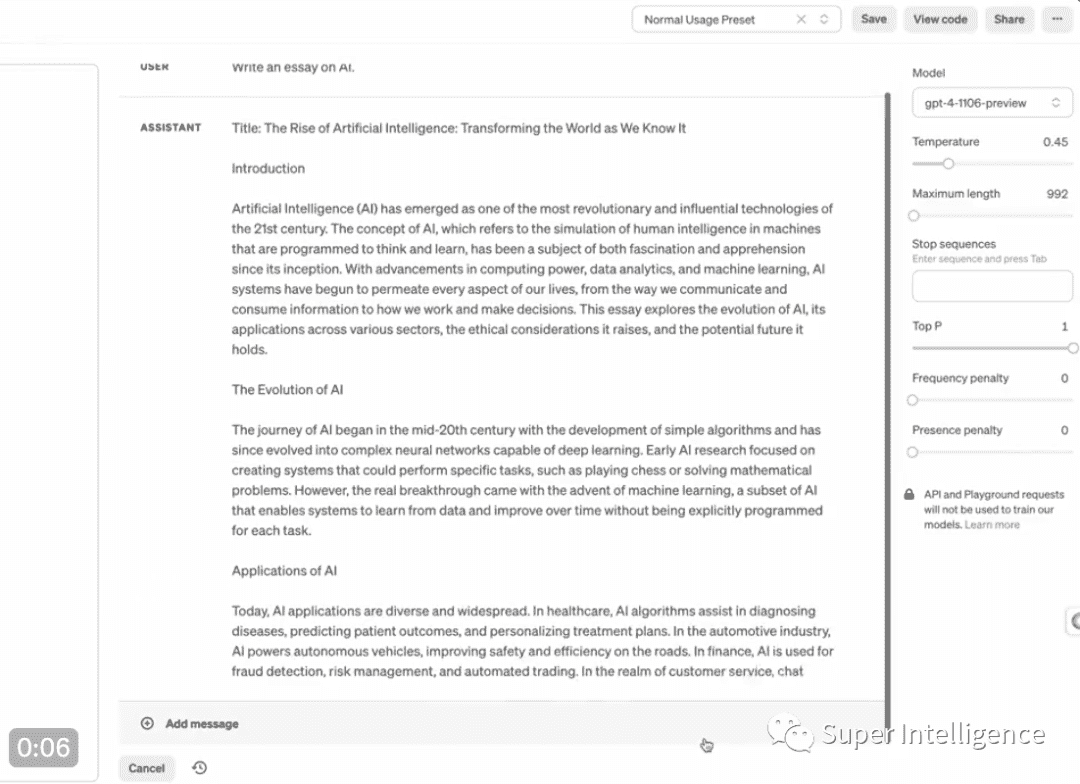 Normal Usage Preset
Save
View code
Share
USER
Write an essay on AI.
ASSISTANT
Title: The Rise of Artificial Intelligence: Transforming the World as We Know It
Introduction
Artificial Intelligence (AI) has emerged as one of the most revolutionary and influential technologies of
the 21st century. The concept of AI, which refers to the simulation of human intelligence in machines
that are programmed to think and learn, has been a subject of both fascination and apprehension
since its inception. With advancements in computing power, data analytics, and machine learning, AI
systems have begun to permeate every aspect of our lives, from the way we communicate and
consume information to how we work and make decisions. This essay explores the evolution of AI, its
applications across various sectors, the ethical considerations it raises, and the potential future it
holds.
The Evolution of AI
The journey of AI began in the mid-20th century with the development of simple algorithms and has
since evolved into complex neural networks capable of deep learning. Early AI research focused on
creating systems that could perform specific tasks, such as playing chess or solving mathematical
problems. However, the real breakthrough came with the advent of machine learning, a subset of AI
that enables systems to learn from data and improve over time without being explicitly programmed
for each task.
Applications of AI
Today, AI applications are diverse and widespread. In healthcare, AI algorithms assist in diagnosing
diseases, predicting patient outcomes, and personalizing treatment plans. In the automotive industry,
AI powers autonomous vehicles, improving safety and efficiency on the roads. In finance, AI is used for
fraud detection, risk management, and automated trading. In the realm of customer service, chat
Add message
Cancel
0:06
Model
gpt-4-1106-preview
Temperature 0.45
Maximum length 992
Stop sequences
Enter sequence and press Tab
Top P 1
Frequency penalty 0
Presence penalty 0
API and Playground requests
will not be used to train our
models. Learn more
Super Intelligence